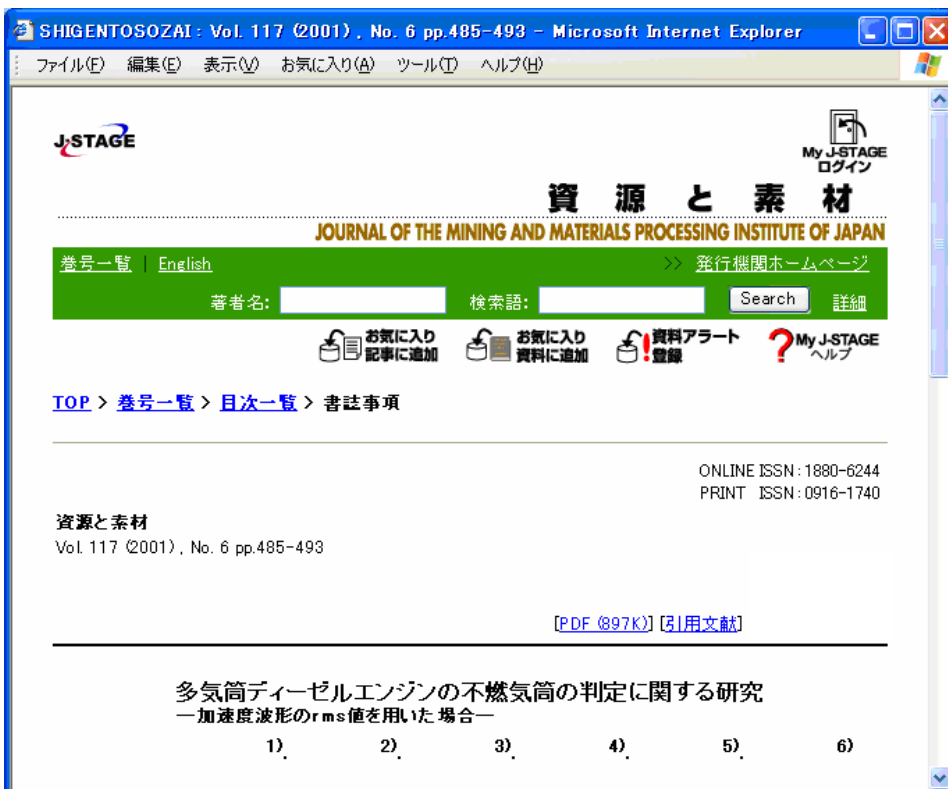 SHIGENTOSOZAI : Vol. 117 (2001) , No. 6 pp.485-493 - Microsoft Internet Explorer
ファイル(F) 編集(E) 表示(V) お気に入り(A) ツール(T) ヘルプ(H)
J-STAGE
My J-STAGE
ログイン
資源と素材
JOURNAL OF THE MINING AND MATERIALS PROCESSING INSTITUTE OF JAPAN
巻号一覧 | English >> 発行機関ホームページ
著者名: 検索語: Search 詳細
お気に入り記事に追加 お気に入り資料に追加 資料アラート登録 My J-STAGEヘルプ
TOP > 巻号一覧 > 目次一覧 > 書誌事項
ONLINE ISSN : 1880-6244
PRINT ISSN : 0916-1740
資源と素材
Vol. 117 (2001) , No. 6 pp.485-493
[PDF (897K)] [引用文献]
多気筒ディーゼルエンジンの不燃気筒の判定に関する研究
―加速度波形のrms値を用いた場合―
1), 2), 3), 4), 5), 6)